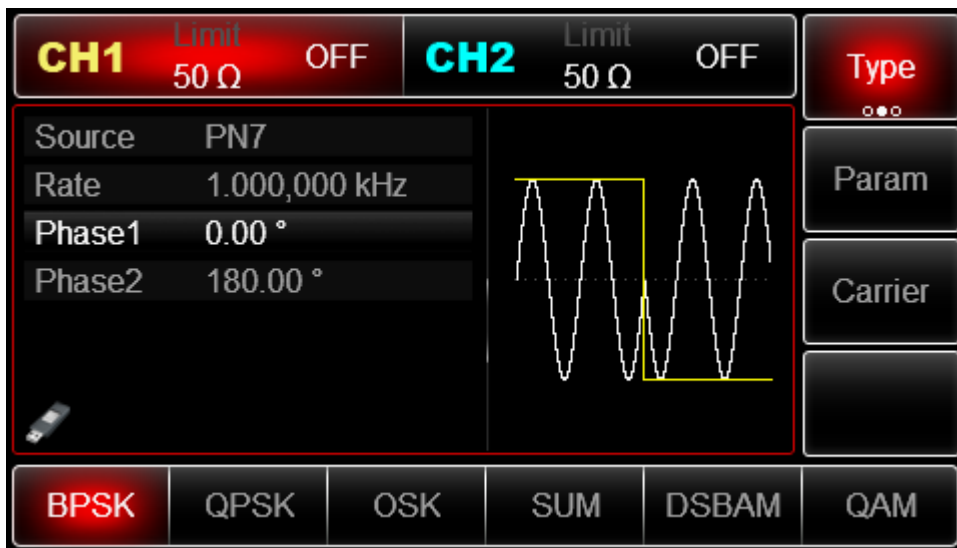 CH1 Limit 50 Ω OFF CH2 Limit 50 Ω OFF
Type
Source PN7
Rate 1.000,000 kHz
Phase1 0.00 °
Phase2 180.00 °
Param
Carrier
BPSK QPSK OSK SUM DSBAM QAM